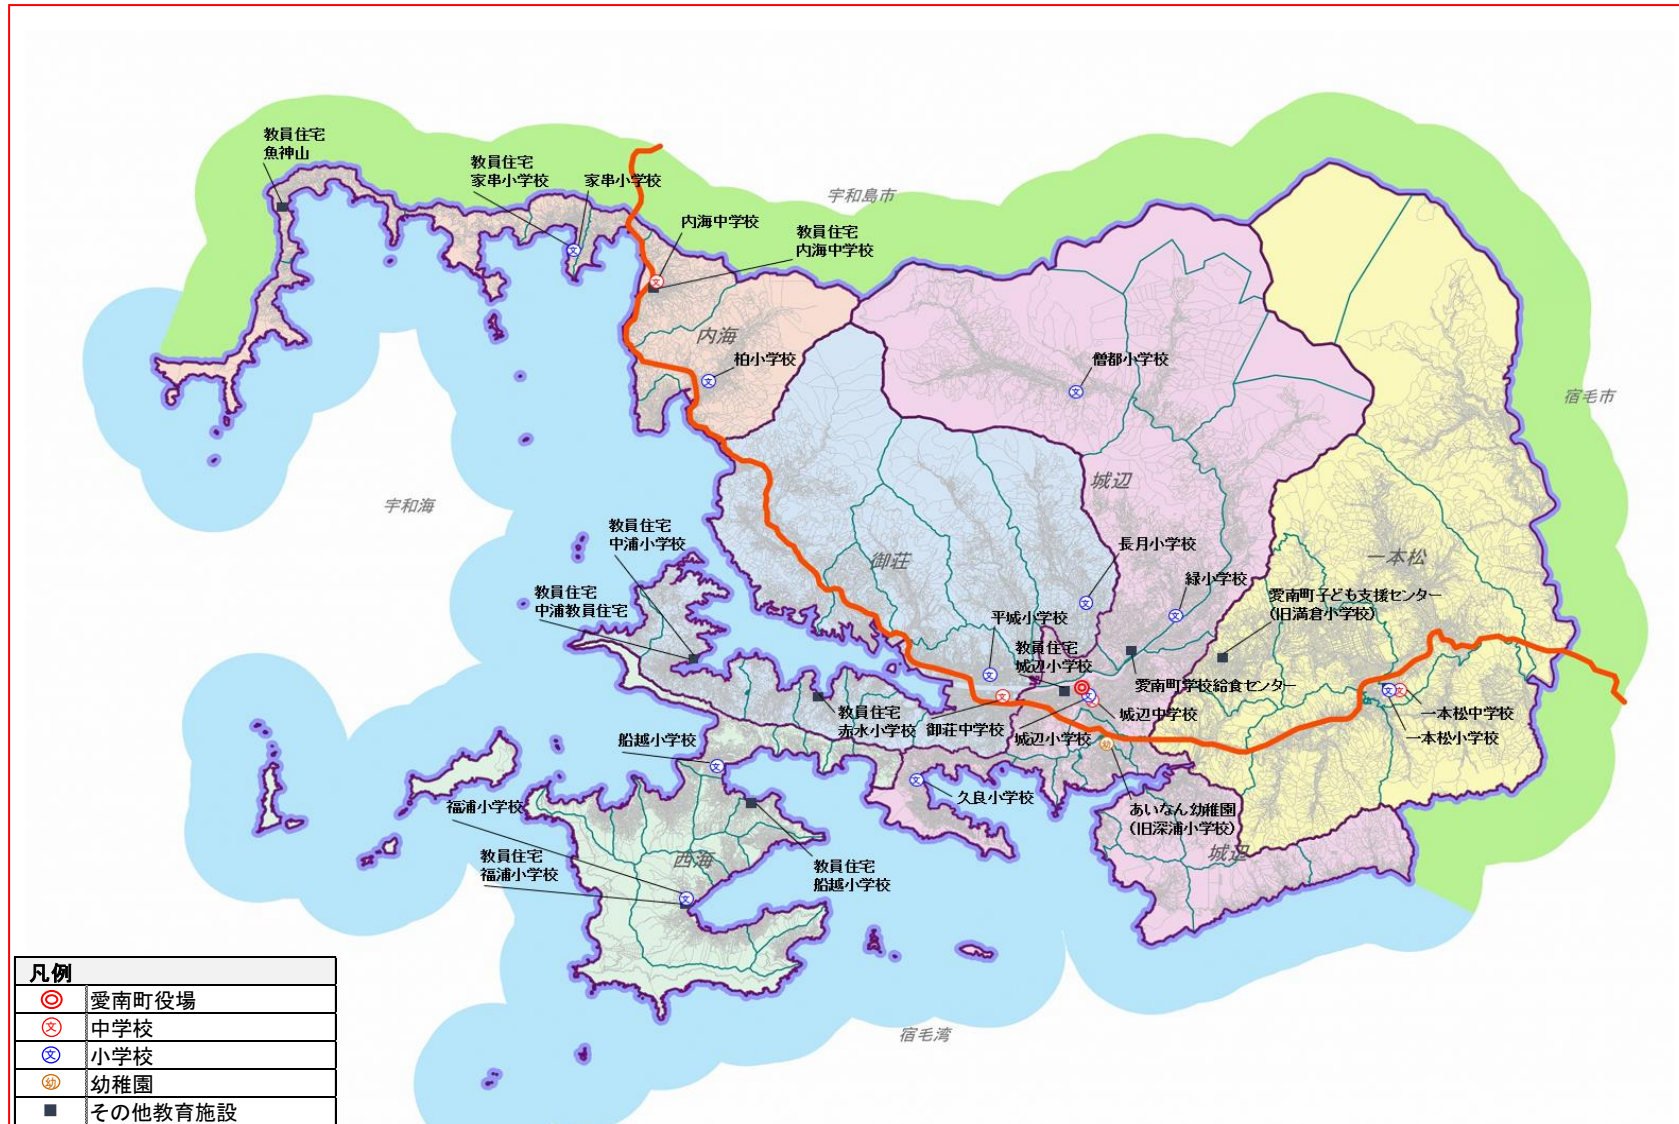 教員住宅
魚神山
教員住宅
家串小学校
家串小学校
宇和島市
内海中学校
教員住宅
内海中学校
内海
柏小学校
僧都小学校
宿毛市
城辺
宇和海
教員住宅
中浦小学校
長月小学校
御荘
一本松
緑小学校
教員住宅
中浦教員住宅
愛南町子ども支援センター
(旧満倉小学校)
平城小学校
教員住宅
城辺小学校
愛南町学校給食センター
教員住宅
赤水小学校
御荘中学校
城辺中学校
城辺小学校
一本松中学校
一本松小学校
船越小学校
久良小学校
福浦小学校
あいなん幼稚園
(旧深浦小学校)
城辺
教員住宅
福浦小学校
西海
教員住宅
船越小学校
宿毛湾
凡例
愛南町役場
文 中学校
文 小学校
幼 幼稚園
その他教育施設